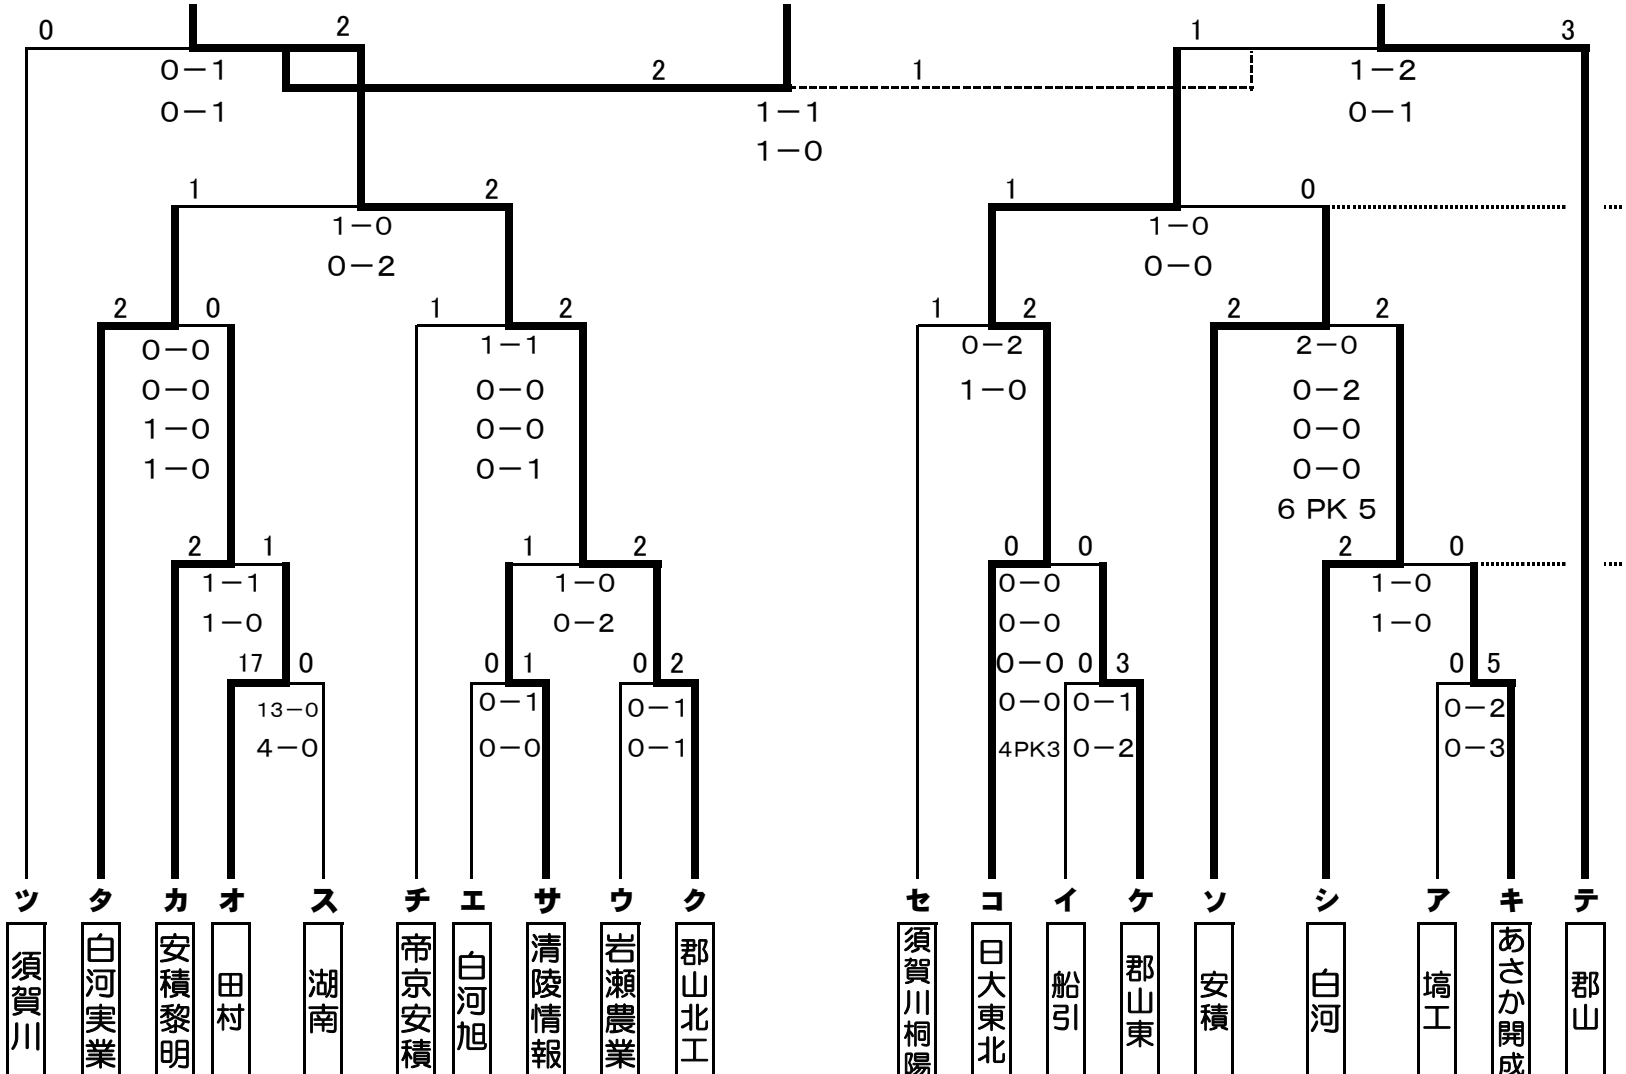 0 2 1 3
0－1 2 1 1－2
0－1 1－1 0－1
1－0
1 2 1 0
1－0 1－0
0－2 0－0
2 0 1 2 1 2 2 2
0－0 1－1 0－2 2－0
0－0 0－0 1－0 0－2
1－0 0－0 0－0
1－0 0－1 0－0
6 PK 5
2 1 1 2 0 0 2 0
1－1 1－0 0－0 1－0
1－0 0－2 0－0 1－0
17 0 0 1 0 2 0－0 0 3 0 5
13－0 0－1 0－1 0－0 0－1 0－2
4－0 0－0 0－1 4PK3 0－2 0－3
ツ タ カ オ ス チ エ サ ウ ク セ コ イ ケ ソ シ ア キ テ
須賀川
白河実業
安積黎明
田村
湖南
帝京安積
白河旭
清陵情報
岩瀬農業
郡山北工
須賀川桐陽
日大東北
船引
郡山東
安積
白河
塙工
あさか開成
郡山